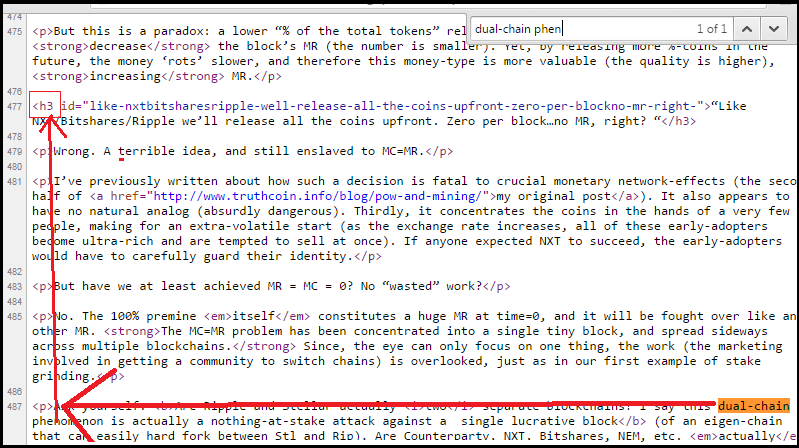 dual-chain phen 1 of 1
474
475 <p>But this is a paradox: a lower “% of the total tokens” rel
<strong>decrease</strong> the block’s MR (the number is smaller). Yet, by releasing more %-coins in the
future, the money ‘rots’ slower, and therefore this money-type is more valuable (the quality is higher),
<strong>increasing</strong> MR.</p>
476
477 <h3 id="like-nxtbitsharesripple-well-release-all-the-coins-upfront-zero-per-blockno-mr-right-">“Like
NXT/Bitshares/Ripple we’ll release all the coins upfront. Zero per block…no MR, right? “</h3>
478
479 <p>Wrong. A terrible idea, and still enslaved to MC=MR.</p>
480
481 <p>I’ve previously written about how such a decision is fatal to crucial monetary network-effects (the seco
half of <a href="http://www.truthcoin.info/blog/pow-and-mining/">my original post</a>). It also appears to
have no natural analog (absurdly dangerous). Thirdly, it concentrates the coins in the hands of a very few
people, making for an extra-volatile start (as the exchange rate increases, all of these early-adopters
become ultra-rich and are tempted to sell at once). If anyone expected NXT to succeed, the early-adopters
would have to carefully guard their identity.</p>
482
483 <p>But have we at least achieved MR = MC = 0? No “wasted” work?</p>
484
485 <p>No. The 100% premine <em>itself</em> constitutes a huge MR at time=0, and it will be fought over like an
other MR. <strong>The MC=MR problem has been concentrated into a single tiny block, and spread sideways
across multiple blockchains.</strong> Since, the eye can only focus on one thing, the work (the marketing
involved in getting a community to switch chains) is overlooked, just as in our first example of stake
grinding.</p>
486
487 <p>Ask yourself: <b>Are Ripple and Stellar actually <i>two</i> separate blockchains? I say this dual-chain
phenomenon is actually a nothing-at-stake attack against a single lucrative block</b> (of an eigen-chain
that can easily hard fork between Stl and Rip). Are Counterparty, NXT, Bitshares, NEM, etc. <em>actually</e